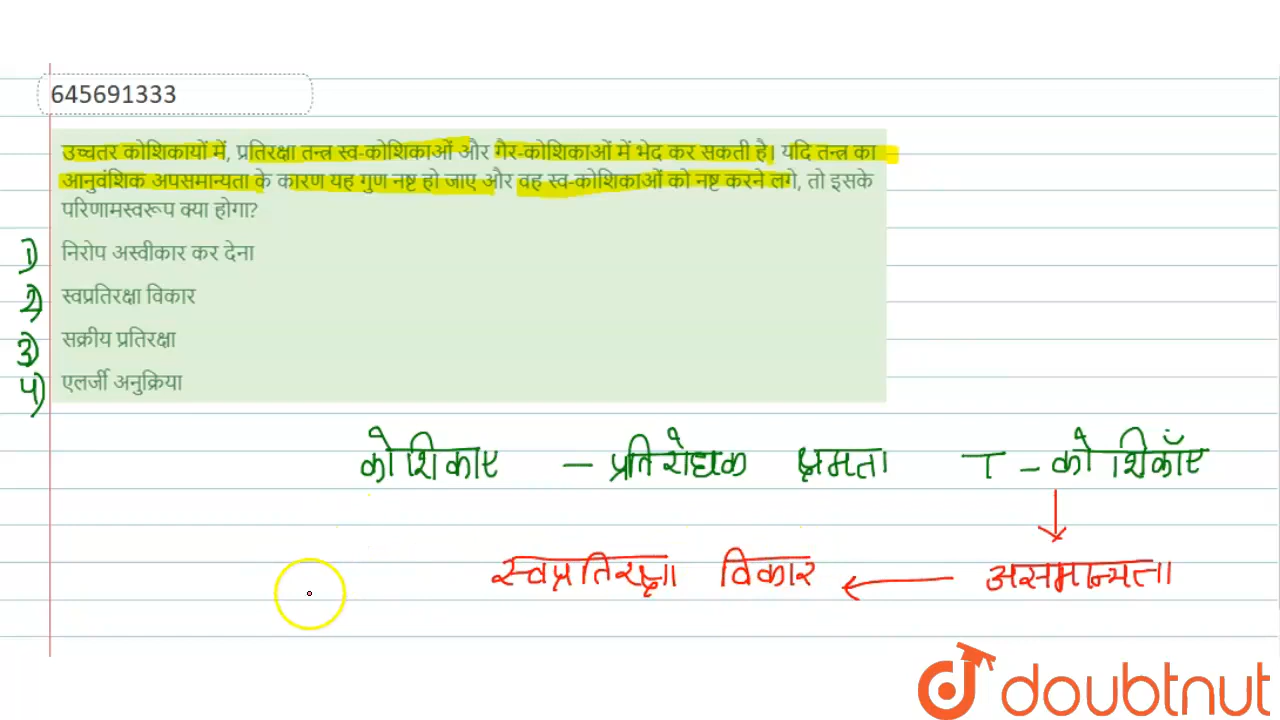 645691333
उच्चतर कोशिकायों में, प्रतिरक्षा तन्त्र स्व-कोशिकाओं और गैर-कोशिकाओं में भेद कर सकती है। यदि तन्त्र का
आनुवंशिक अपसमान्यता के कारण यह गुण नष्ट हो जाए और वह स्व-कोशिकाओं को नष्ट करने लगे, तो इसके
परिणामस्वरूप क्या होगा?
1) निरोप अस्वीकार कर देना
2) स्वप्रतिरक्षा विकार
3) सक्रीय प्रतिरक्षा
4) एलर्जी अनुक्रिया
कोशिकाए – प्रतिरोधक क्षमता T - कोशिकाँए
स्वप्रतिरक्षा विकार ← असमान्यता
doubtnut